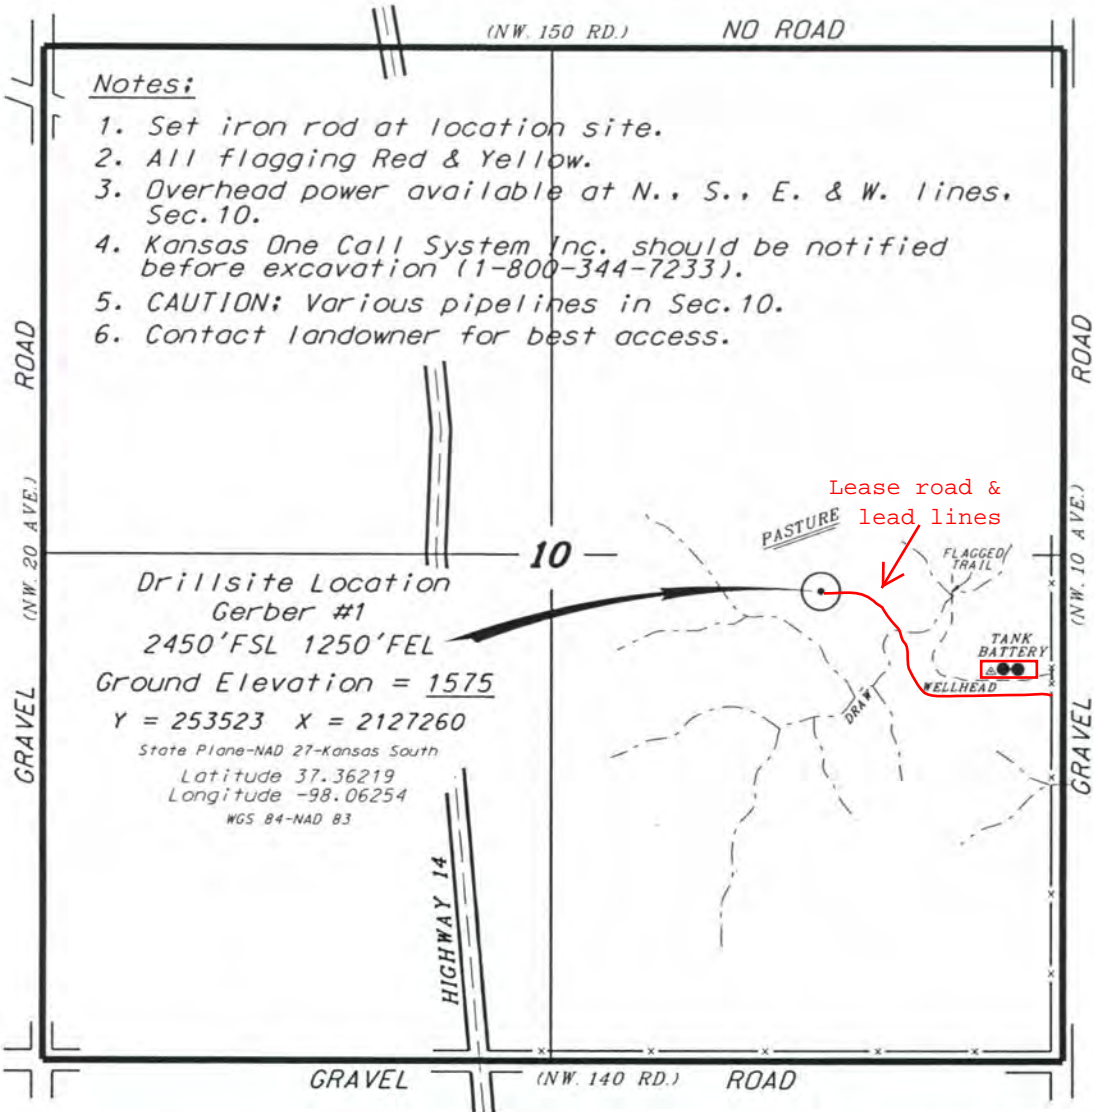 (NW. 150 RD.) NO ROAD
Notes:
1. Set iron rod at location site.
2. All flagging Red & Yellow.
3. Overhead power available at N., S., E. & W. lines,
Sec. 10.
4. Kansas One Call System Inc. should be notified
before excavation (1-800-344-7233).
5. CAUTION: Various pipelines in Sec. 10.
6. Contact landowner for best access.
ROAD
(NW. 20 AVE.)
GRAVEL
ROAD
(NW. 10 AVE.)
GRAVEL
Lease road &
lead lines
PASTURE
10
FLAGGED
TRAIL
Drillsite Location
Gerber #1
2450'FSL 1250'FEL
Ground Elevation = 1575
Y = 253523 X = 2127260
State Plane-NAD 27-Kansas South
Latitude 37.36219
Longitude -98.06254
WGS 84-NAD 83
TANK
BATTERY
WELLHEAD
DRAW
HIGHWAY 14
GRAVEL (NW. 140 RD.) ROAD